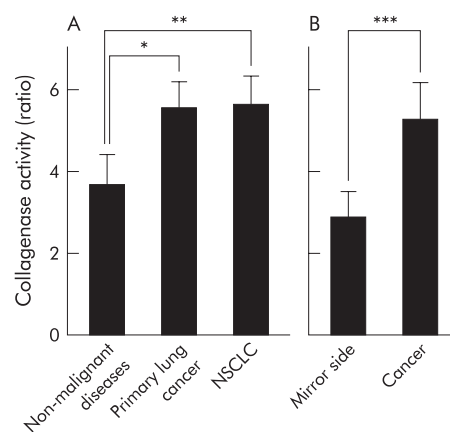 A
B
**
*
***
Collagenase activity (ratio)
6
4
2
0
Non-malignant
diseases
Primary lung
cancer
NSCLC
Mirror side
Cancer